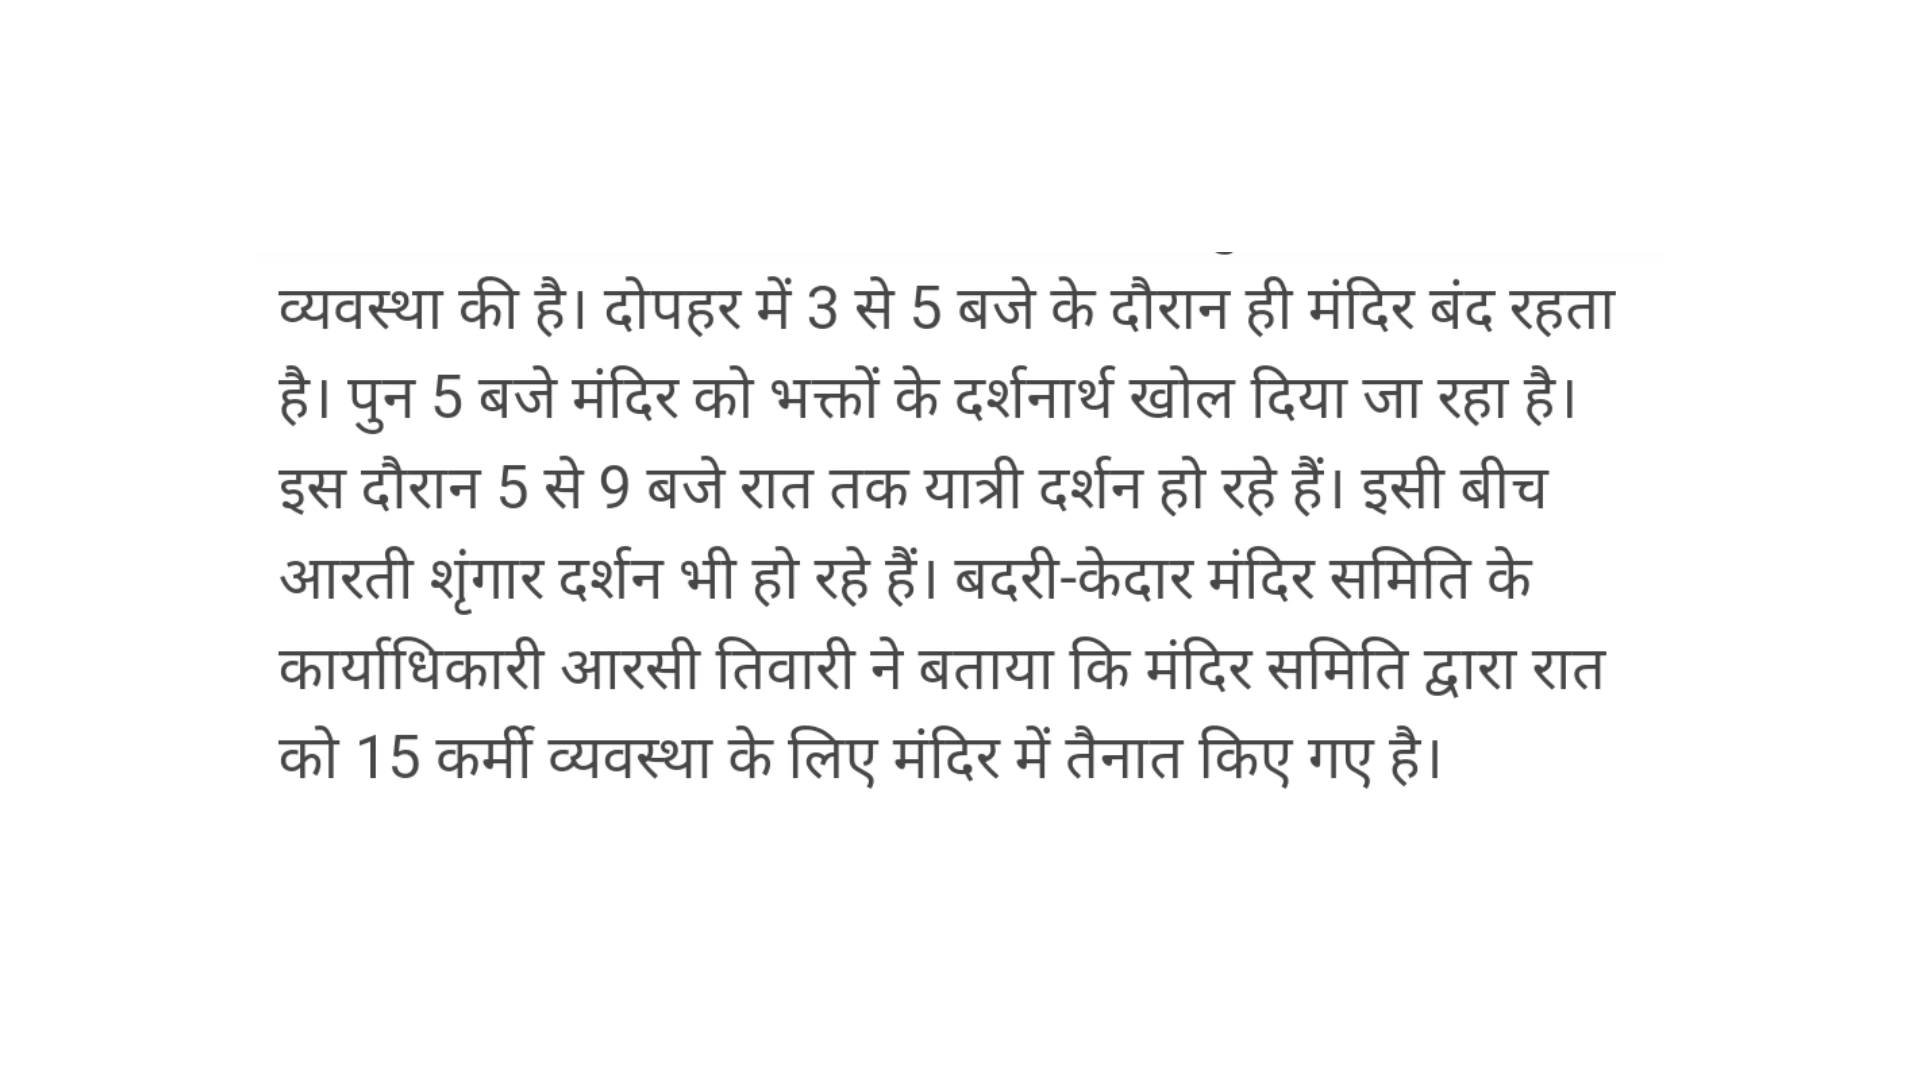 व्यवस्था की है। दोपहर में 3 से 5 बजे के दौरान ही मंदिर बंद रहता
है। पुन 5 बजे मंदिर को भक्तों के दर्शनार्थ खोल दिया जा रहा है।
इस दौरान 5 से 9 बजे रात तक यात्री दर्शन हो रहे हैं। इसी बीच
आरती शृंगार दर्शन भी हो रहे हैं। बदरी-केदार मंदिर समिति के
कार्याधिकारी आरसी तिवारी ने बताया कि मंदिर समिति द्वारा रात
को 15 कर्मी व्यवस्था के लिए मंदिर में तैनात किए गए है।